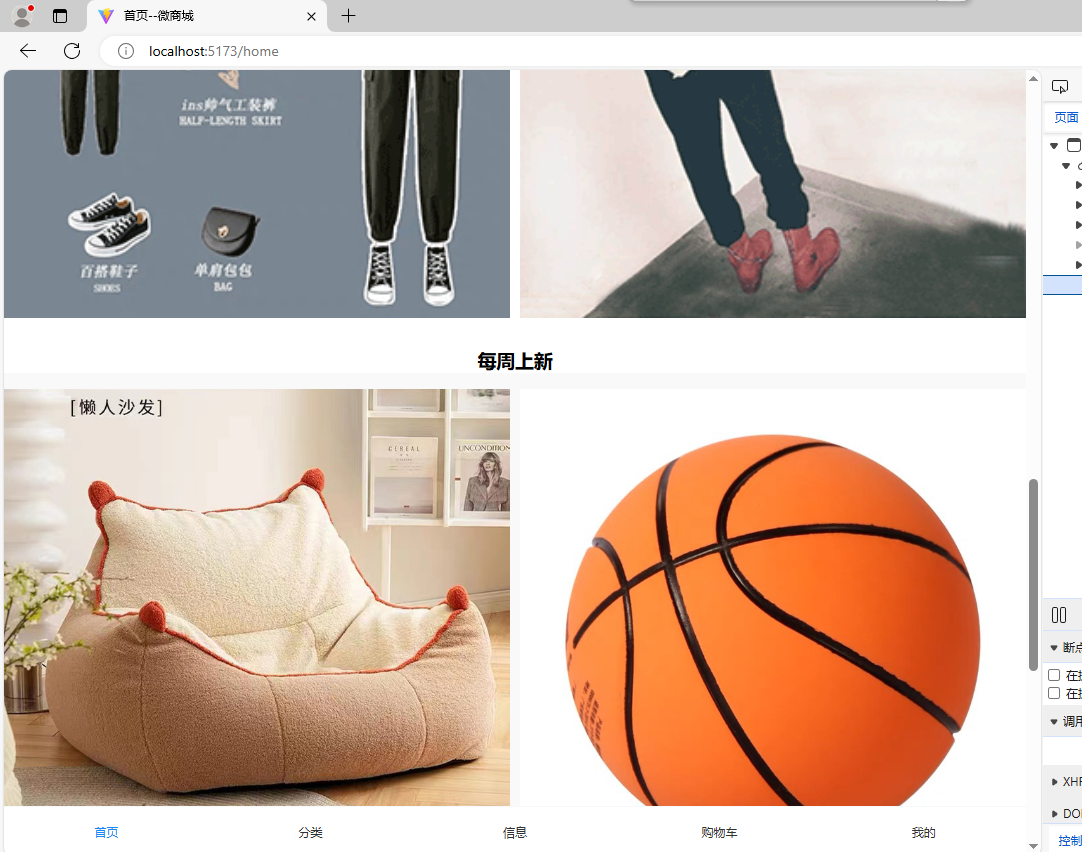 首页--微商城
localhost:5173/home
ins帅气工装裤
HALF-LENGTH SKIRT
百搭鞋子
SHOES
单肩包包
BAG
每周上新
[懒人沙发]
CEREAL
UNCONDITION
首页
分类
信息
购物车
我的
页面
断点
调用
XHR
DO
控制